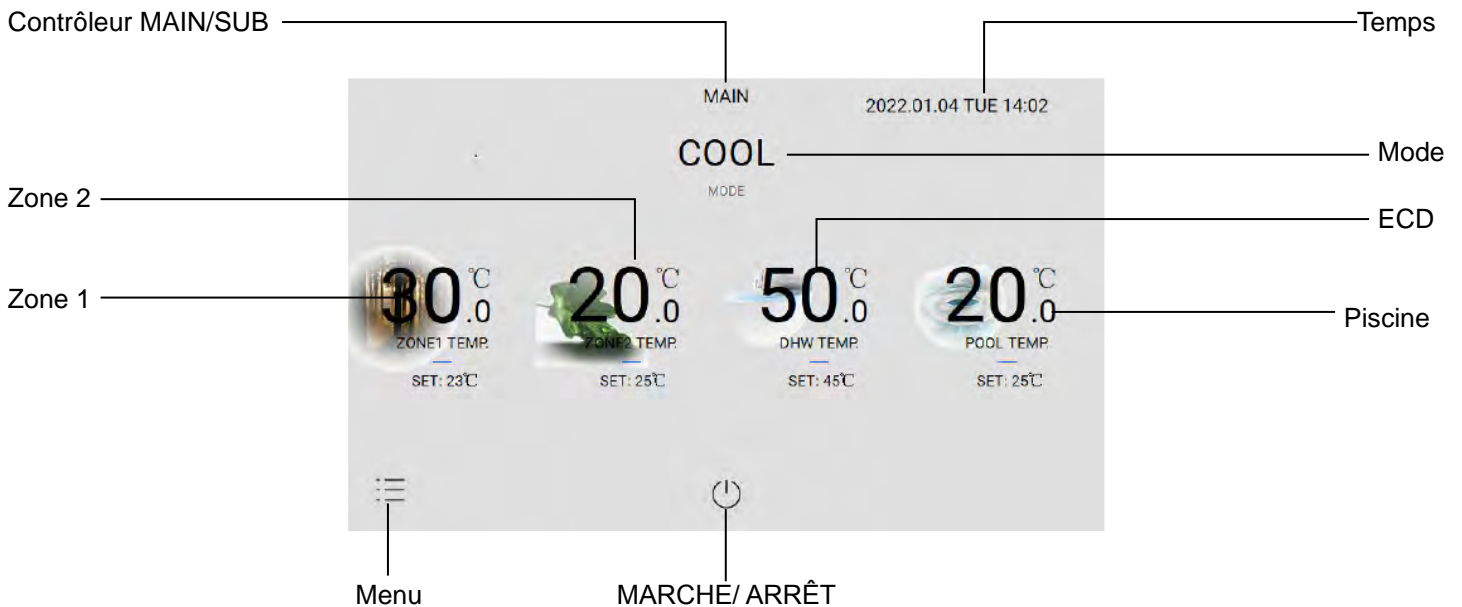 Contrôleur MAIN/SUB
Temps
MAIN
2022.01.04 TUE 14:02
COOL
Mode
MODE
Zone 2
ECD
Zone 1
30.0℃
20.0℃
50.0℃
20.0℃
Piscine
ZONE1 TEMP.
ZONE2 TEMP.
DHW TEMP.
POOL TEMP.
SET: 23℃
SET: 25℃
SET: 45℃
SET: 25℃
Menu
MARCHE/ ARRÊT